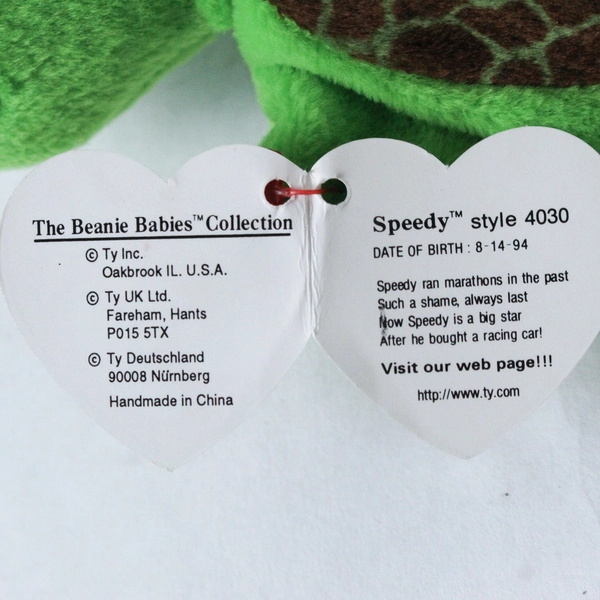 The Beanie Babies™ Collection
© Ty Inc.
Oakbrook IL. U.S.A.
© Ty UK Ltd.
Fareham, Hants
P015 5TX
© Ty Deutschland
90008 Nürnberg
Handmade in China
Speedy™ style 4030
DATE OF BIRTH : 8-14-94
Speedy ran marathons in the past
Such a shame, always last
Now Speedy is a big star
After he bought a racing car!
Visit our web page!!!
http://www.ty.com